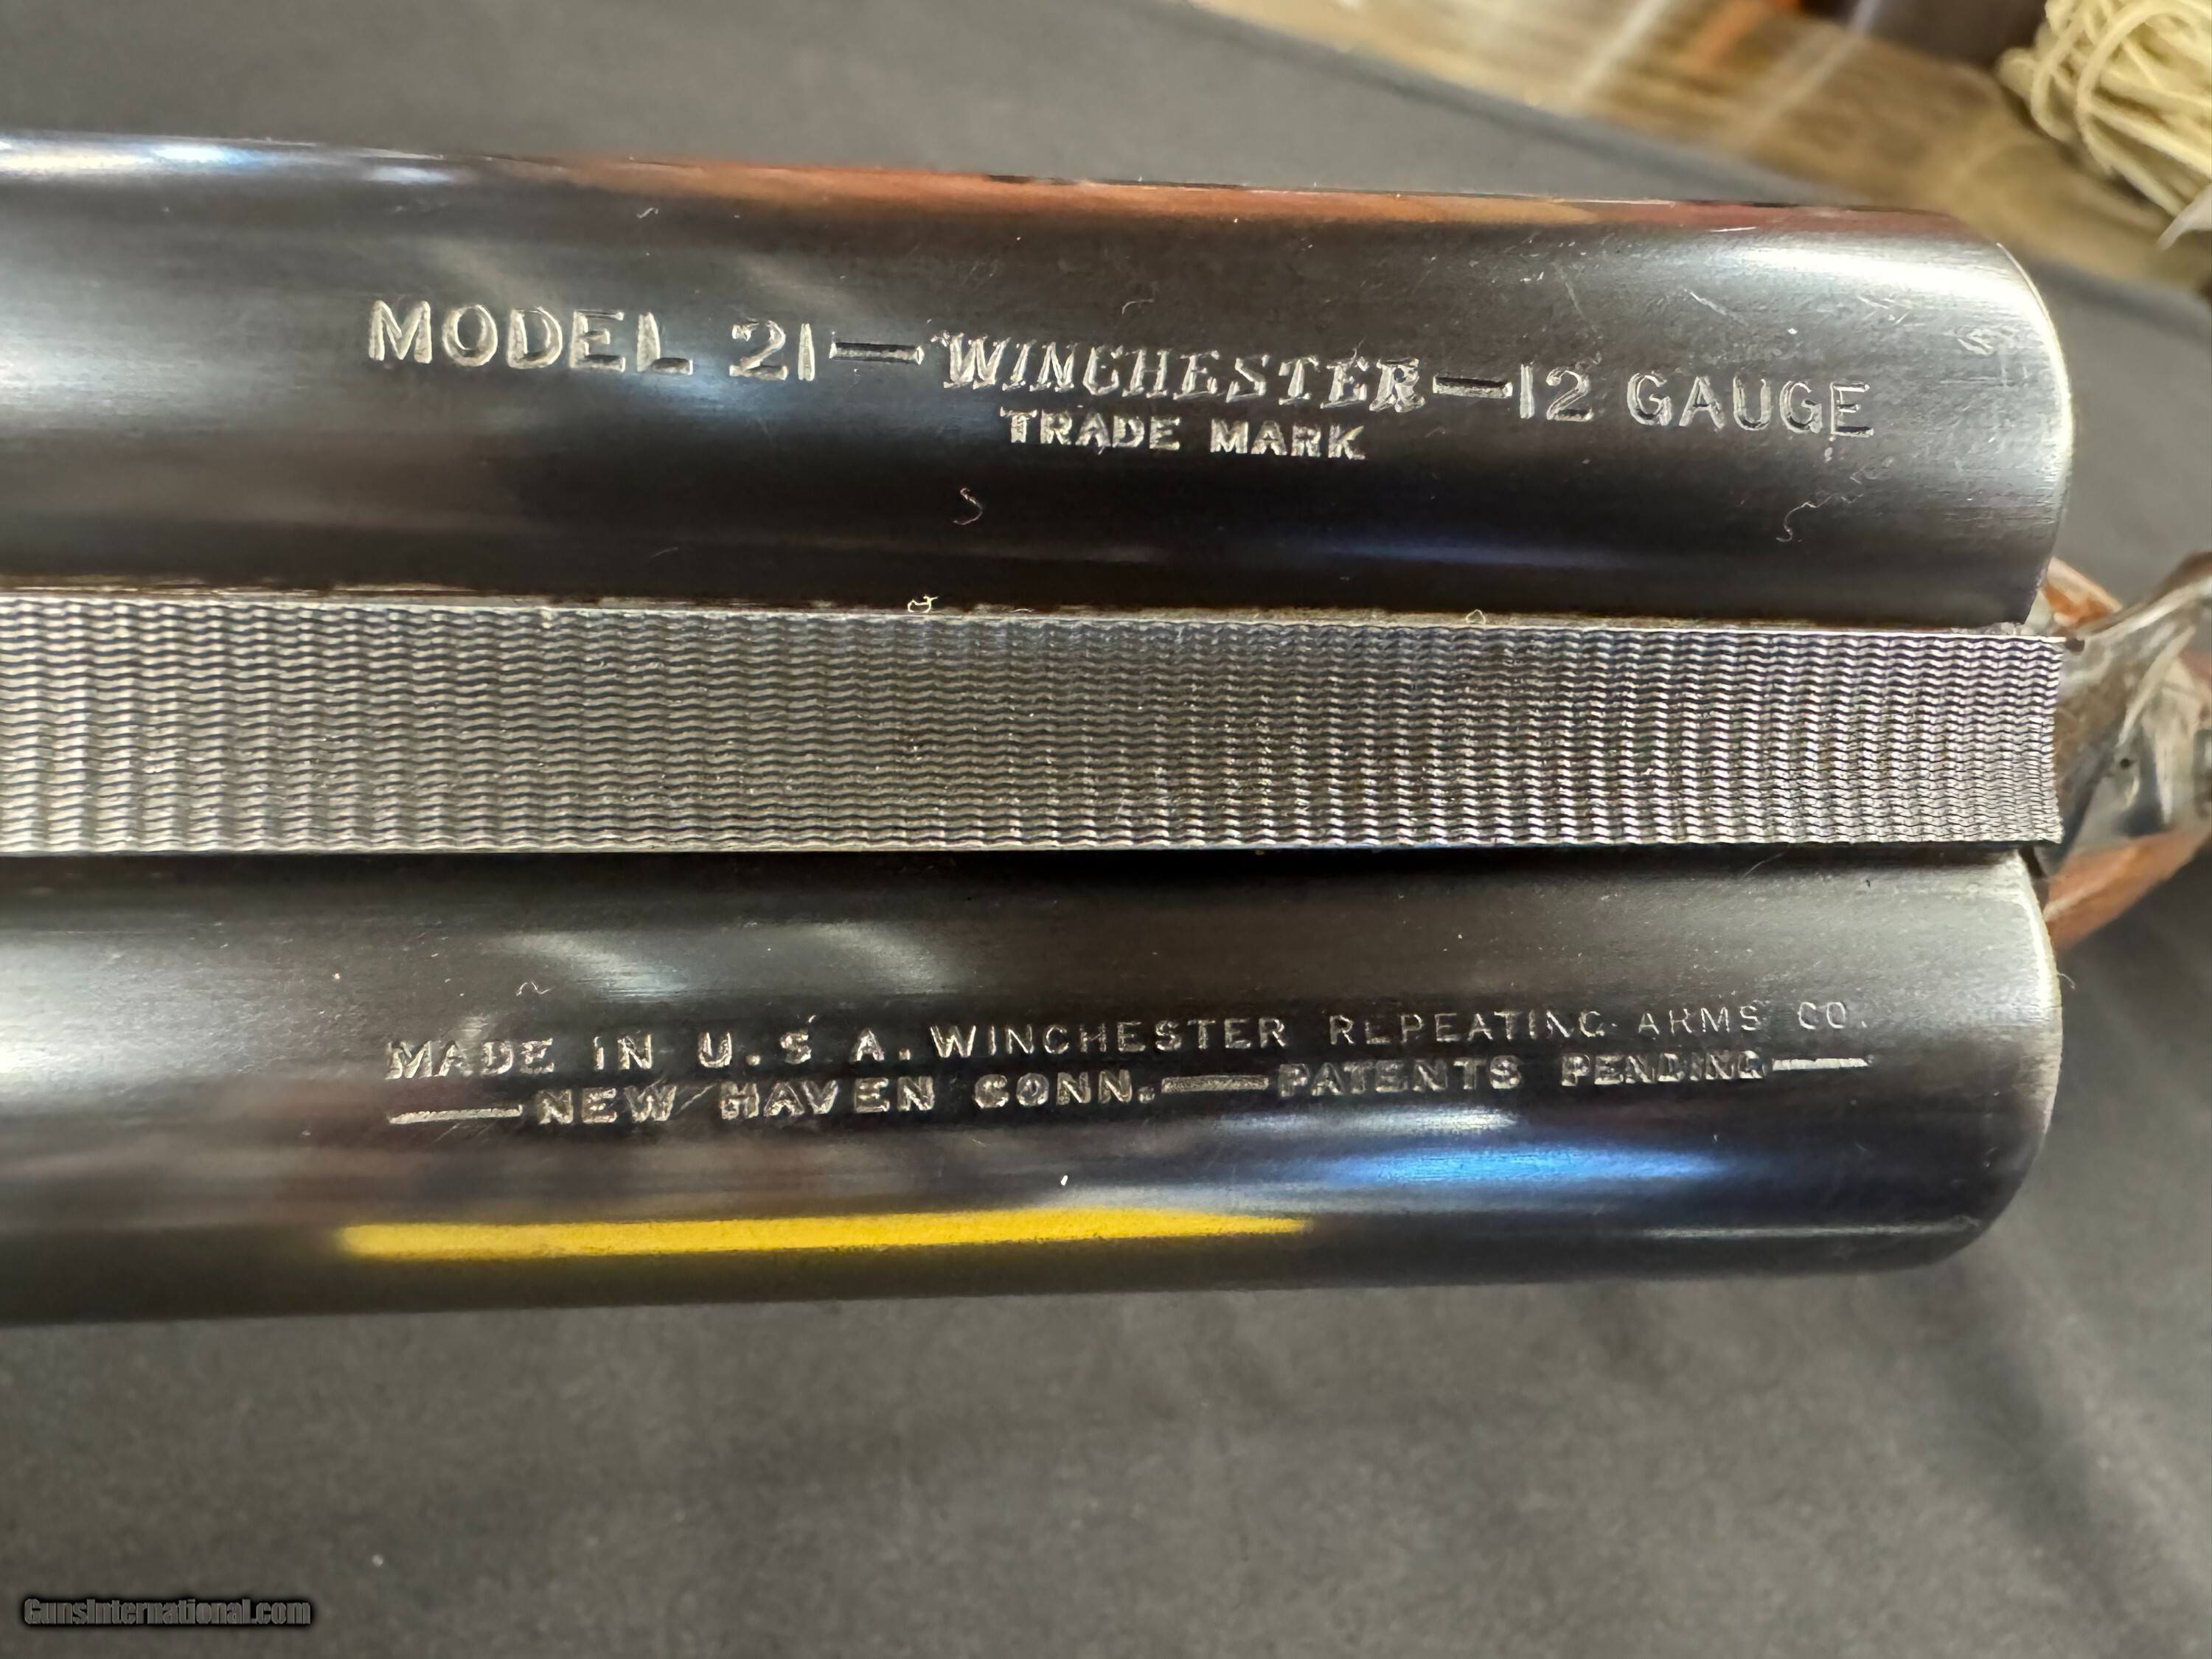 MODEL 21—WINCHESTER—12 GAUGE
TRADE MARK
MADE IN U.S A. WINCHESTER REPEATING ARMS CO.
—NEW HAVEN CONN.—PATENTS PENDING—
GunsInternational.com